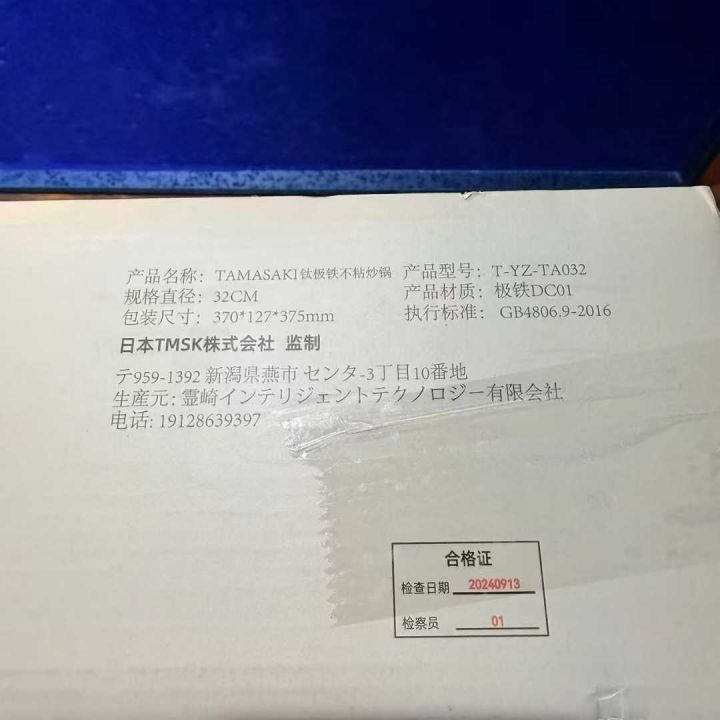 产品名称： TAMASAKI钛极铁不粘炒锅 产品型号： T-YZ-TA032
规格直径： 32CM 产品材质： 极铁DC01
包装尺寸： 370*127*375mm 执行标准： GB4806.9-2016
日本TMSK株式会社 监制
〒959-1392 新潟県燕市 センタ-3丁目10番地
生産元: 霊崎インテリジェントテクノロジー有限会社
电话: 19128639397
合格证
检查日期 20240913
检察员 01